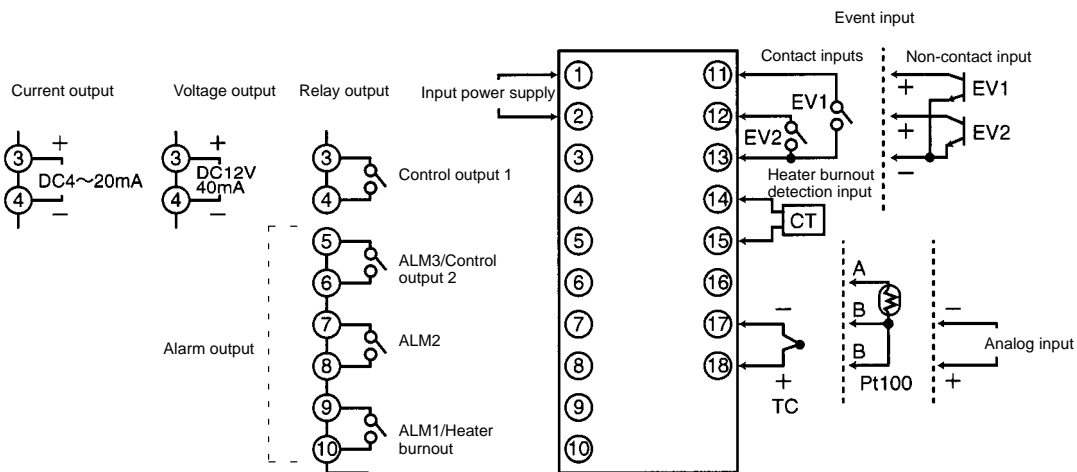 Event input
Current output
+
3
DC4～20mA
4
−
Voltage output
+
3
DC12V
40mA
4
−
Relay output
3
4
Control output 1
Alarm output
5
6
ALM3/Control
output 2
7
8
ALM2
9
10
ALM1/Heater
burnout
Input power supply
1
2
3
4
5
6
7
8
9
10
11
12
13
14
15
16
17
18
Contact inputs
EV1
EV2
Non-contact input
+
EV1
+
EV2
−
Heater burnout
detection input
CT
−
+
TC
A
B
B
Pt100
−
Analog input
+